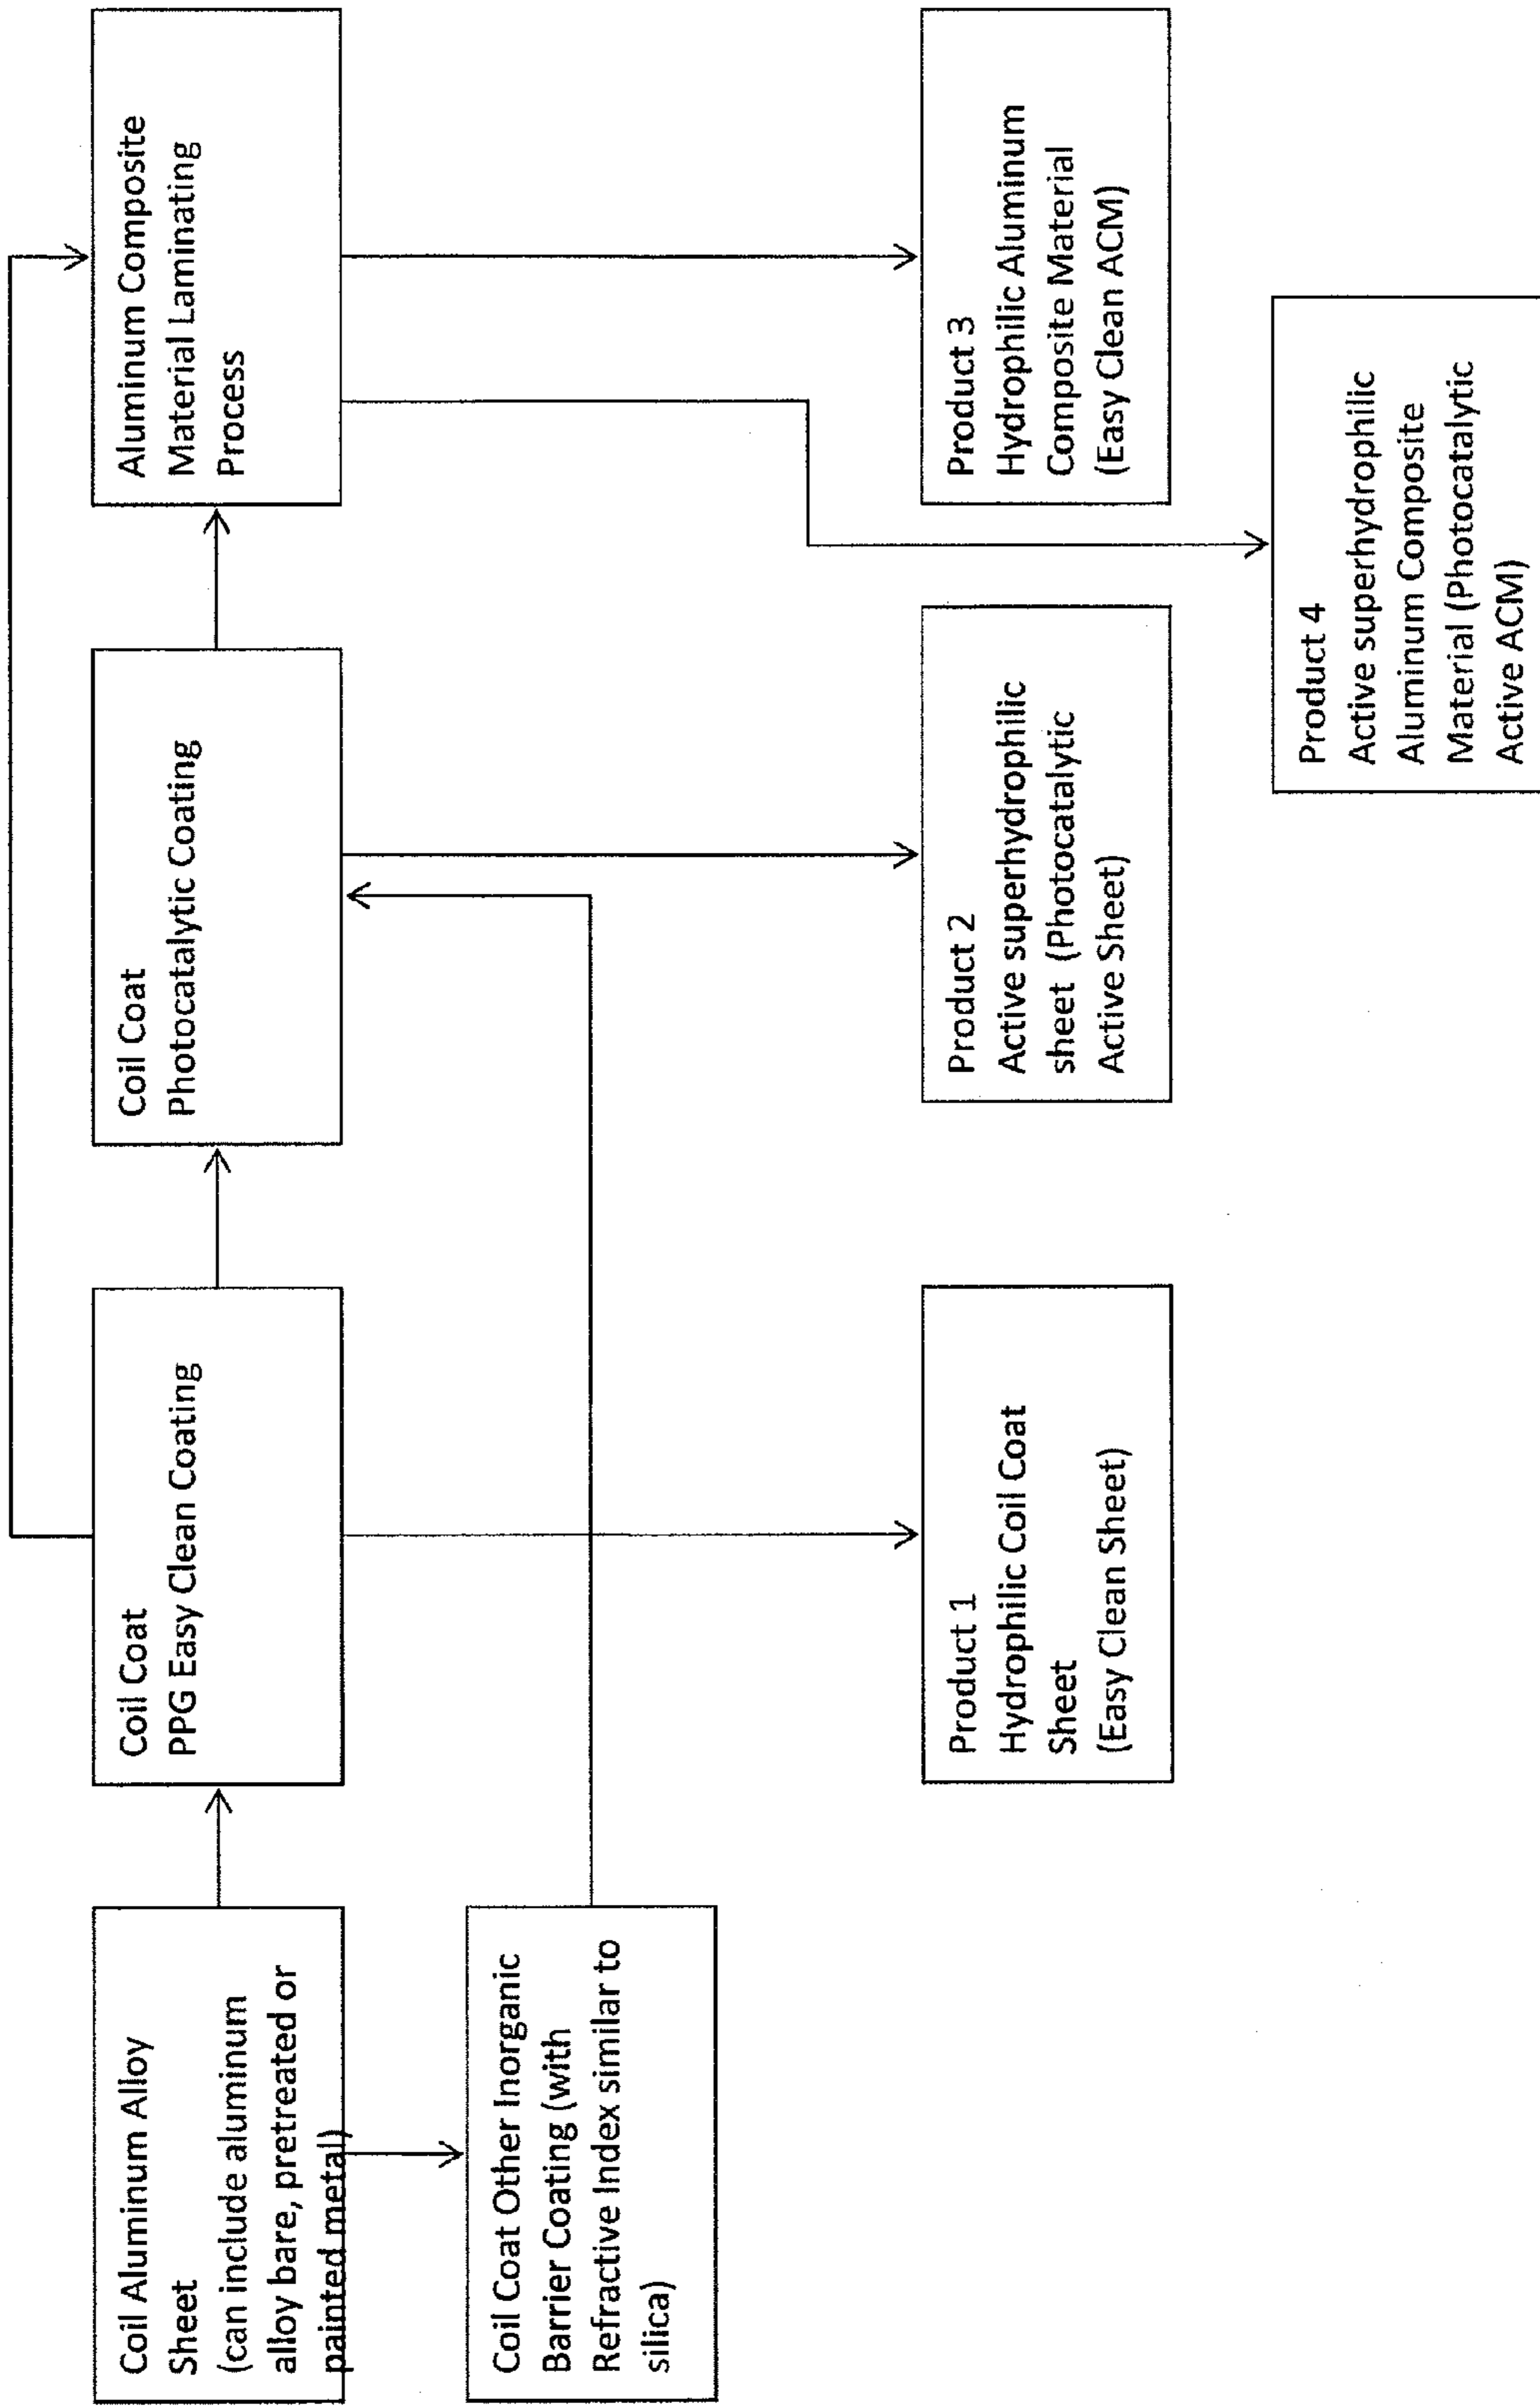 Coil Aluminum Alloy
Sheet
(can include aluminum
alloy bare, pretreated or
painted metal)
Coil Coat
PPG Easy Clean Coating
Coil Coat
Photocatalytic Coating
Aluminum Composite
Material Laminating
Process
Coil Coat Other Inorganic
Barrier Coating (with
Refractive Index similar to
silica)
Product 1
Hydrophilic Coil Coat
Sheet
(Easy Clean Sheet)
Product 2
Active superhydrophilic
sheet (Photocatalytic
Active Sheet)
Product 3
Hydrophilic Aluminum
Composite Material
(Easy Clean ACM)
Product 4
Active superhydrophilic
Aluminum Composite
Material (Photocatalytic
Active ACM)